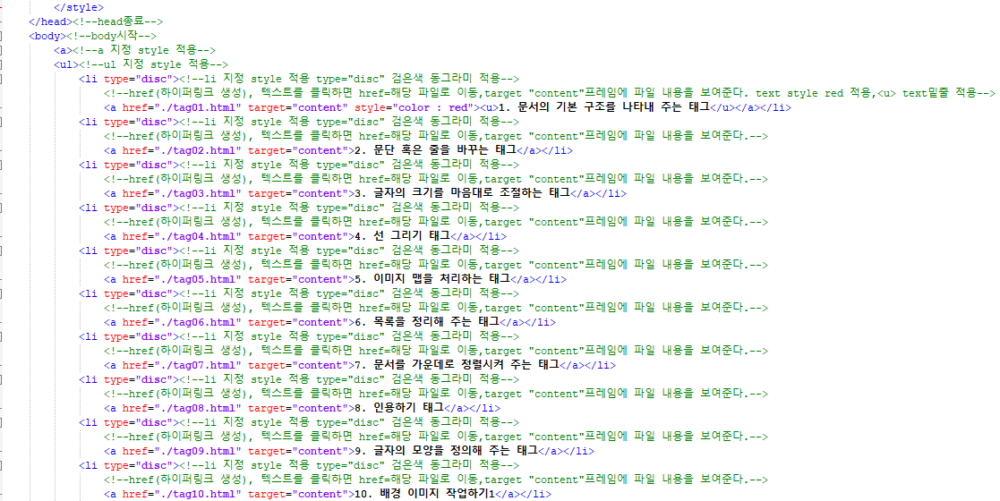 </style>
</head><!--head종료-->
<body><!--body시작-->
<a><!--a 지정 style 적용-->
<ul><!--ul 지정 style 적용-->
<li type="disc"><!--li 지정 style 적용 type="disc" 검은색 동그라미 적용-->
<!--href(하이퍼링크 생성), 텍스트를 클릭하면 href=해당 파일로 이동,target "content"프레임에 파일 내용을 보여준다. text style red 적용,<u> text밑줄 적용-->
<a href="./tag01.html" target="content" style="color : red"><u>1. 문서의 기본 구조를 나타내 주는 태그</u></a></li>
<li type="disc"><!--li 지정 style 적용 type="disc" 검은색 동그라미 적용-->
<!--href(하이퍼링크 생성), 텍스트를 클릭하면 href=해당 파일로 이동,target "content"프레임에 파일 내용을 보여준다.-->
<a href="./tag02.html" target="content">2. 문단 혹은 줄을 바꾸는 태그</a></li>
<li type="disc"><!--li 지정 style 적용 type="disc" 검은색 동그라미 적용-->
<!--href(하이퍼링크 생성), 텍스트를 클릭하면 href=해당 파일로 이동,target "content"프레임에 파일 내용을 보여준다.-->
<a href="./tag03.html" target="content">3. 글자의 크기를 마음대로 조절하는 태그</a></li>
<li type="disc"><!--li 지정 style 적용 type="disc" 검은색 동그라미 적용-->
<!--href(하이퍼링크 생성), 텍스트를 클릭하면 href=해당 파일로 이동,target "content"프레임에 파일 내용을 보여준다.-->
<a href="./tag04.html" target="content">4. 선 그리기 태그</a></li>
<li type="disc"><!--li 지정 style 적용 type="disc" 검은색 동그라미 적용-->
<!--href(하이퍼링크 생성), 텍스트를 클릭하면 href=해당 파일로 이동,target "content"프레임에 파일 내용을 보여준다.-->
<a href="./tag05.html" target="content">5. 이미지 맵을 처리하는 태그</a></li>
<li type="disc"><!--li 지정 style 적용 type="disc" 검은색 동그라미 적용-->
<!--href(하이퍼링크 생성), 텍스트를 클릭하면 href=해당 파일로 이동,target "content"프레임에 파일 내용을 보여준다.-->
<a href="./tag06.html" target="content">6. 목록을 정리해 주는 태그</a></li>
<li type="disc"><!--li 지정 style 적용 type="disc" 검은색 동그라미 적용-->
<!--href(하이퍼링크 생성), 텍스트를 클릭하면 href=해당 파일로 이동,target "content"프레임에 파일 내용을 보여준다.-->
<a href="./tag07.html" target="content">7. 문서를 가운데로 정렬시켜 주는 태그</a></li>
<li type="disc"><!--li 지정 style 적용 type="disc" 검은색 동그라미 적용-->
<!--href(하이퍼링크 생성), 텍스트를 클릭하면 href=해당 파일로 이동,target "content"프레임에 파일 내용을 보여준다.-->
<a href="./tag08.html" target="content">8. 인용하기 태그</a></li>
<li type="disc"><!--li 지정 style 적용 type="disc" 검은색 동그라미 적용-->
<!--href(하이퍼링크 생성), 텍스트를 클릭하면 href=해당 파일로 이동,target "content"프레임에 파일 내용을 보여준다.-->
<a href="./tag09.html" target="content">9. 글자의 모양을 정의해 주는 태그</a></li>
<li type="disc"><!--li 지정 style 적용 type="disc" 검은색 동그라미 적용-->
<!--href(하이퍼링크 생성), 텍스트를 클릭하면 href=해당 파일로 이동,target "content"프레임에 파일 내용을 보여준다.-->
<a href="./tag10.html" target="content">10. 배경 이미지 작업하기1</a></li>